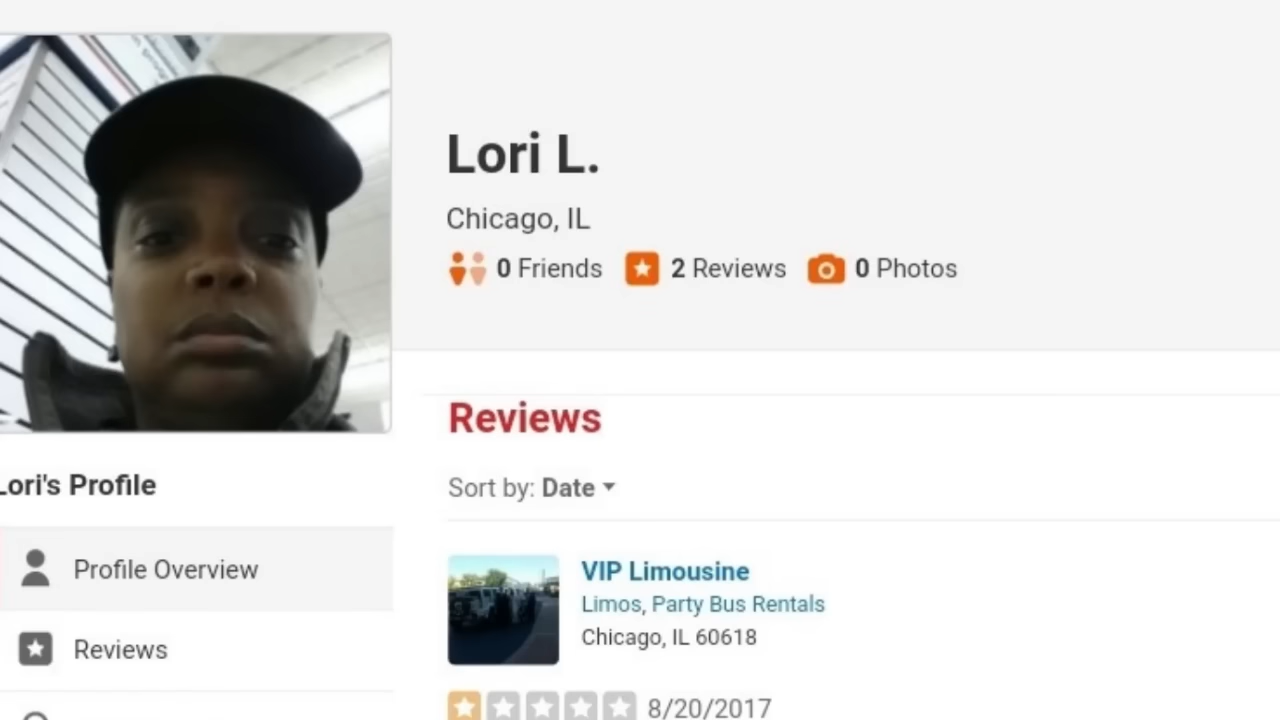 Lori L.
Chicago, IL
0 Friends 2 Reviews 0 Photos
Lori's Profile
Profile Overview
Reviews
Reviews
Sort by: Date
VIP Limousine
Limos, Party Bus Rentals
Chicago, IL 60618
8/20/2017